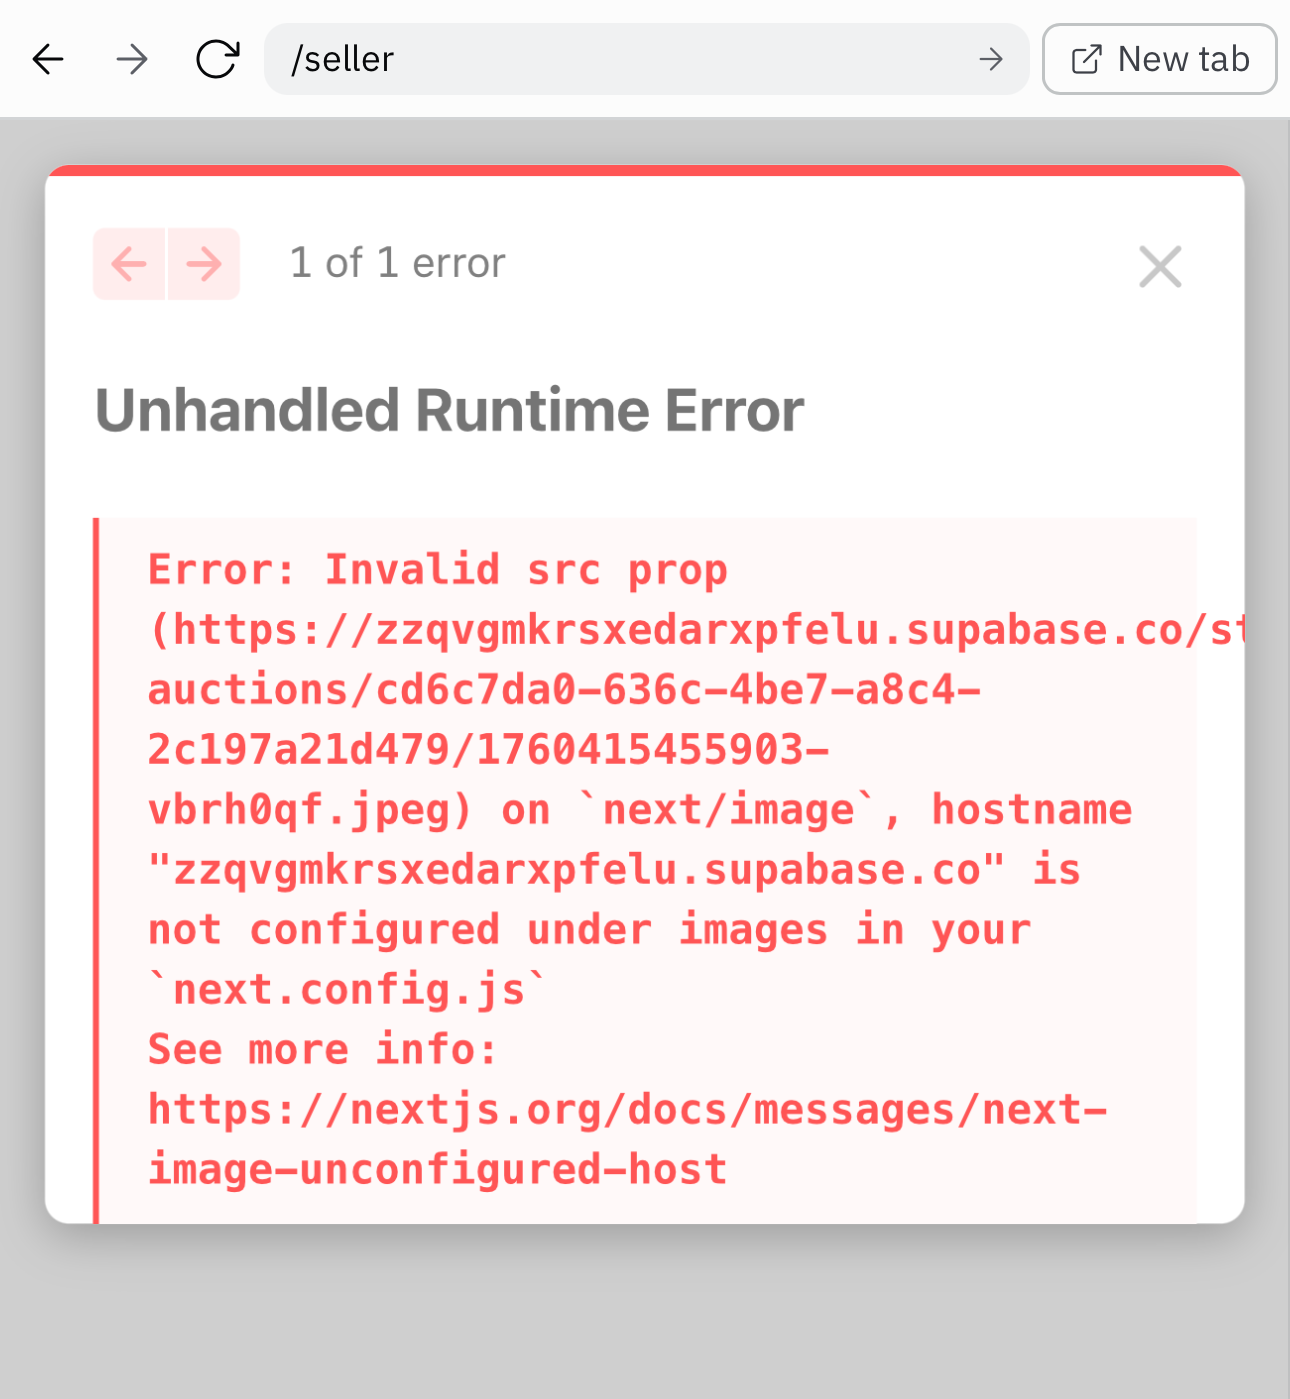 /seller
New tab
1 of 1 error
Unhandled Runtime Error
Error: Invalid src prop
(https://zzqvgmkrsxedarxpfelu.supabase.co/st
auctions/cd6c7da0-636c-4be7-a8c4-
2c197a21d479/1760415455903-
vbrh0qf.jpeg) on `next/image`, hostname
"zzqvgmkrsxedarxpfelu.supabase.co" is
not configured under images in your
`next.config.js`
See more info:
https://nextjs.org/docs/messages/next-
image-unconfigured-host